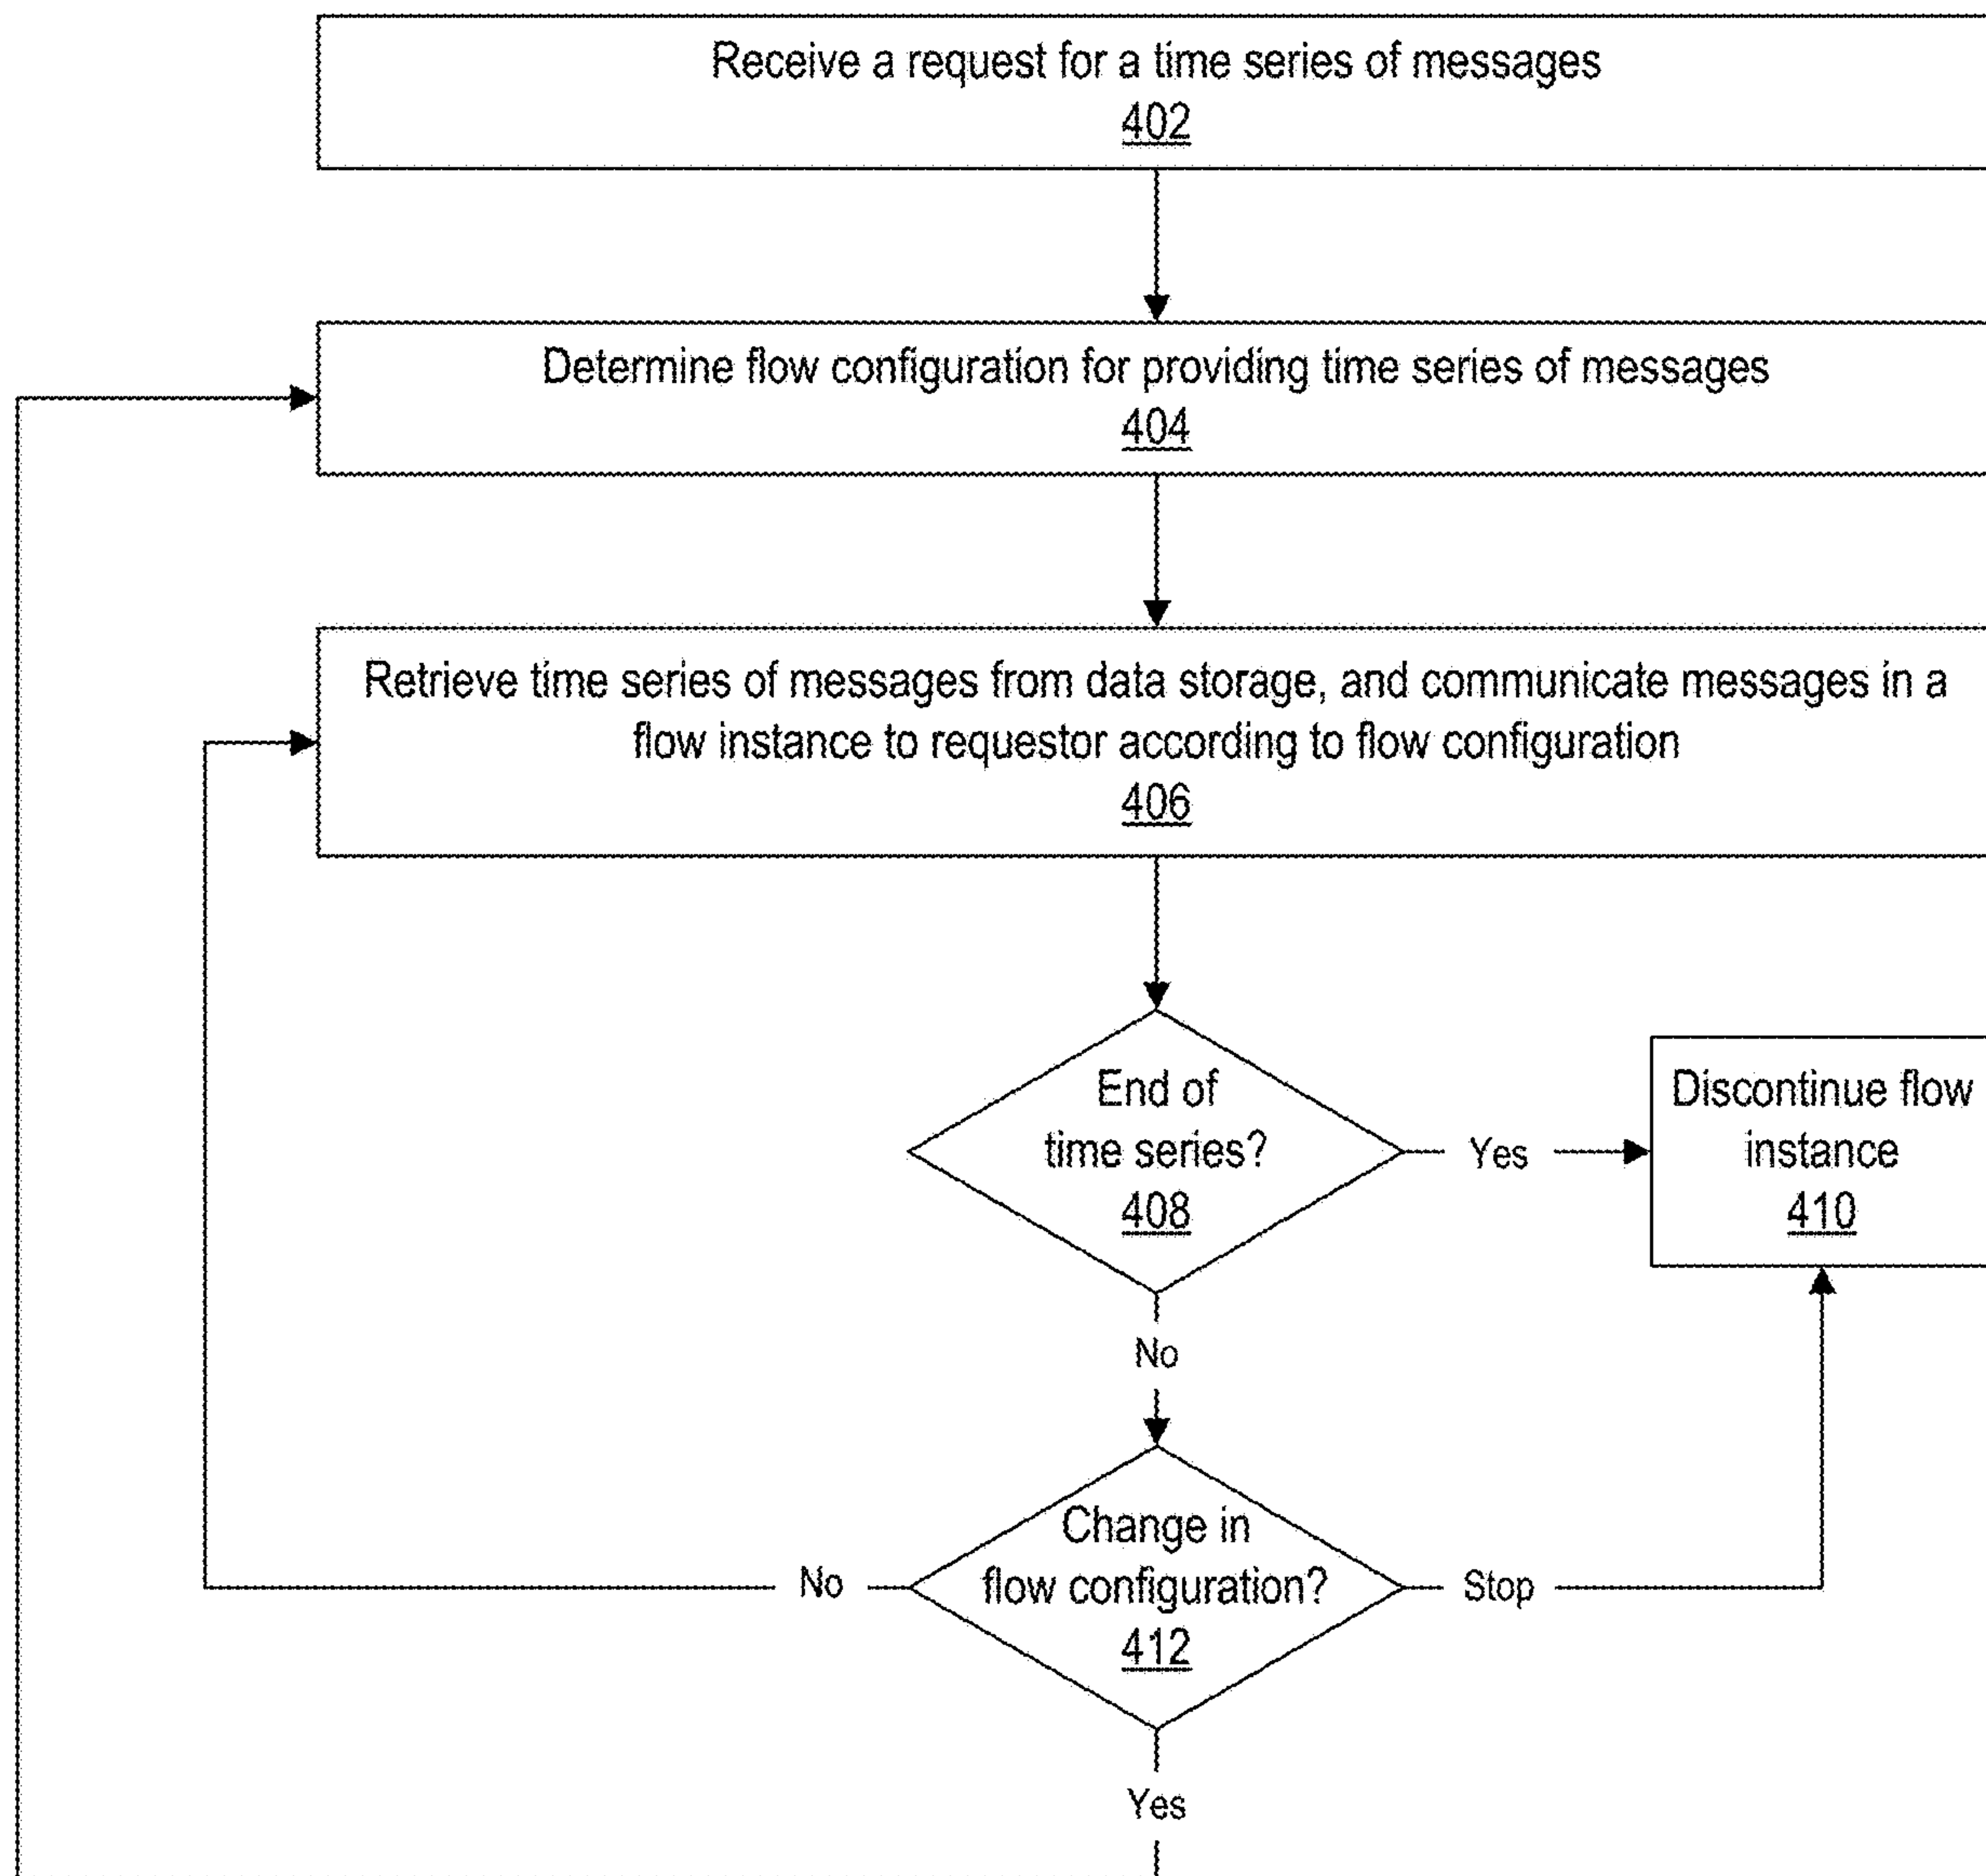 Receive a request for a time series of messages
402
Determine flow configuration for providing time series of messages
404
Retrieve time series of messages from data storage, and communicate messages in a
flow instance to requestor according to flow configuration
406
End of
time series?
408
Yes
Discontinue flow
instance
410
No
Change in
flow configuration?
412
No
Stop
Yes